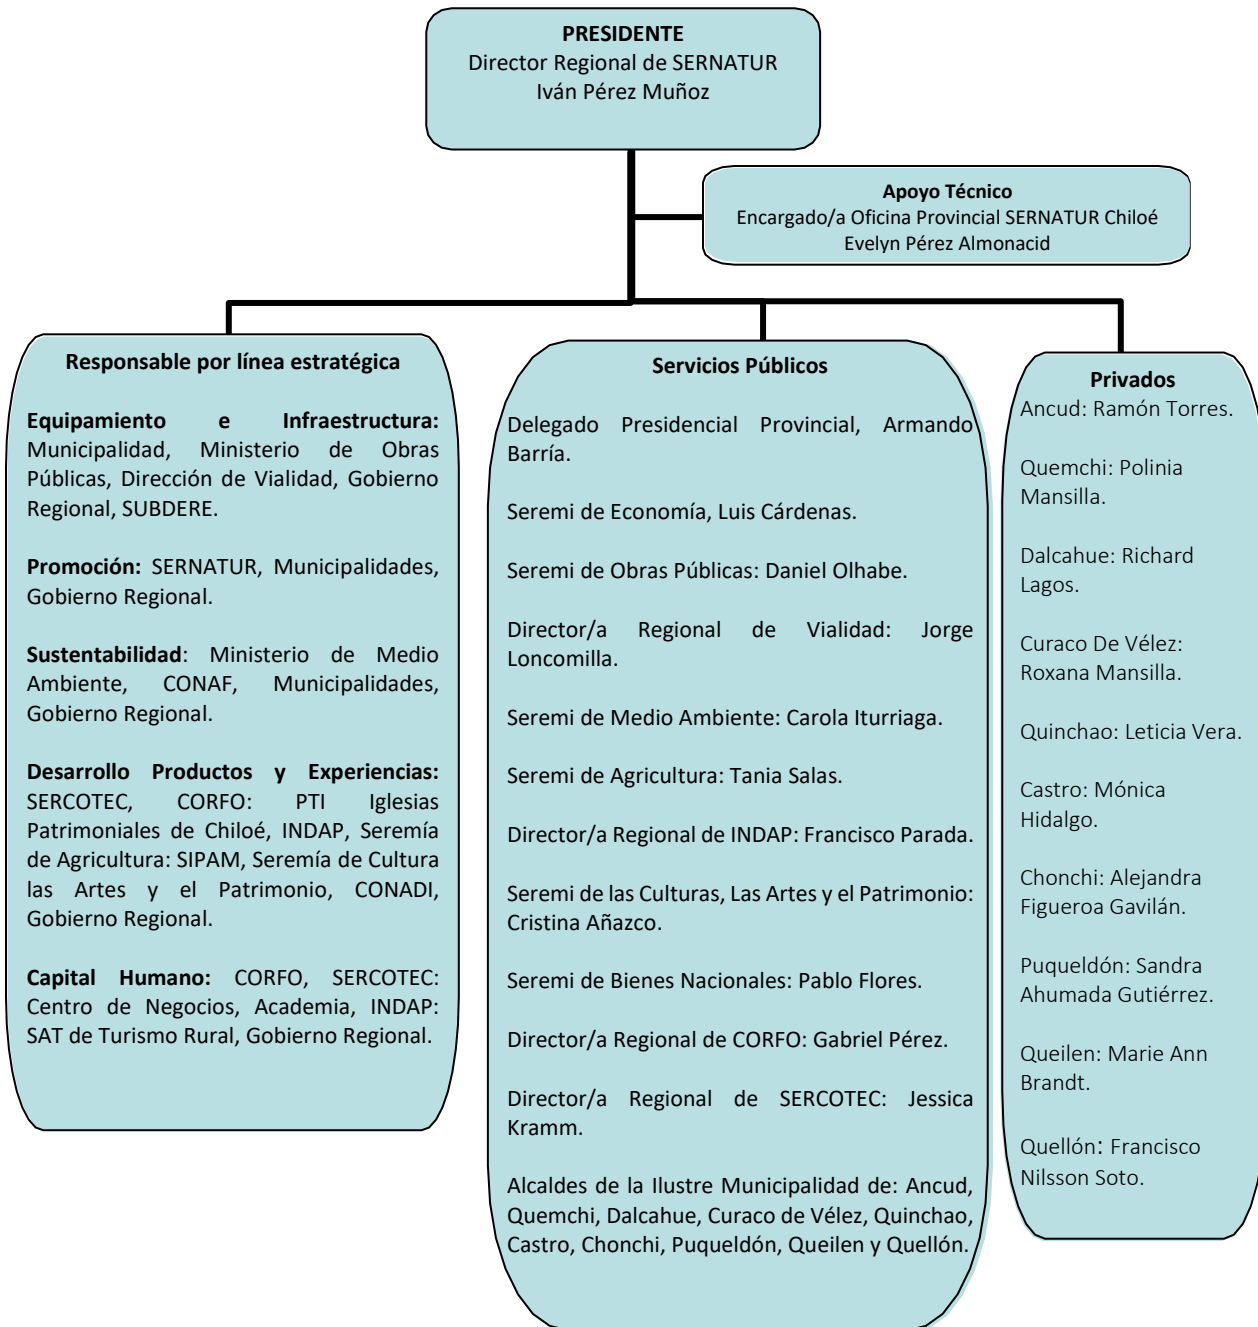 PRESIDENTE
Director Regional de SERNATUR
Iván Pérez Muñoz
Apoyo Técnico
Encargado/a Oficina Provincial SERNATUR Chiloé
Evelyn Pérez Almonacid
Responsable por línea estratégica
Equipamiento e Infraestructura:
Municipalidad, Ministerio de Obras
Públicas, Dirección de Vialidad, Gobierno
Regional, SUBDERE.
Promoción: SERNATUR, Municipalidades,
Gobierno Regional.
Sustentabilidad: Ministerio de Medio
Ambiente, CONAF, Municipalidades,
Gobierno Regional.
Desarrollo Productos y Experiencias:
SERCOTEC, CORFO: PTI Iglesias
Patrimoniales de Chiloé, INDAP, Seremía
de Agricultura: SIPAM, Seremía de Cultura
las Artes y el Patrimonio, CONADI,
Gobierno Regional.
Capital Humano: CORFO, SERCOTEC:
Centro de Negocios, Academia, INDAP:
SAT de Turismo Rural, Gobierno Regional.
Servicios Públicos
Delegado Presidencial Provincial, Armando
Barría.
Seremi de Economía, Luis Cárdenas.
Seremi de Obras Públicas: Daniel Olhabe.
Director/a Regional de Vialidad: Jorge
Loncomilla.
Seremi de Medio Ambiente: Carola Iturriaga.
Seremi de Agricultura: Tania Salas.
Director/a Regional de INDAP: Francisco Parada.
Seremi de las Culturas, Las Artes y el Patrimonio:
Cristina Añazco.
Seremi de Bienes Nacionales: Pablo Flores.
Director/a Regional de CORFO: Gabriel Pérez.
Director/a Regional de SERCOTEC: Jessica
Kramm.
Alcaldes de la Ilustre Municipalidad de: Ancud,
Quemchi, Dalcahue, Curaco de Vélez, Quinchao,
Castro, Chonchi, Puqueldón, Queilen y Quellón.
Privados
Ancud: Ramón Torres.
Quemchi: Polinia
Mansilla.
Dalcahue: Richard
Lagos.
Curaco De Vélez:
Roxana Mansilla.
Quinchao: Leticia Vera.
Castro: Mónica
Hidalgo.
Chonchi: Alejandra
Figueroa Gavilán.
Puqueldón: Sandra
Ahumada Gutiérrez.
Queilen: Marie Ann
Brandt.
Quellón: Francisco
Nilsson Soto.